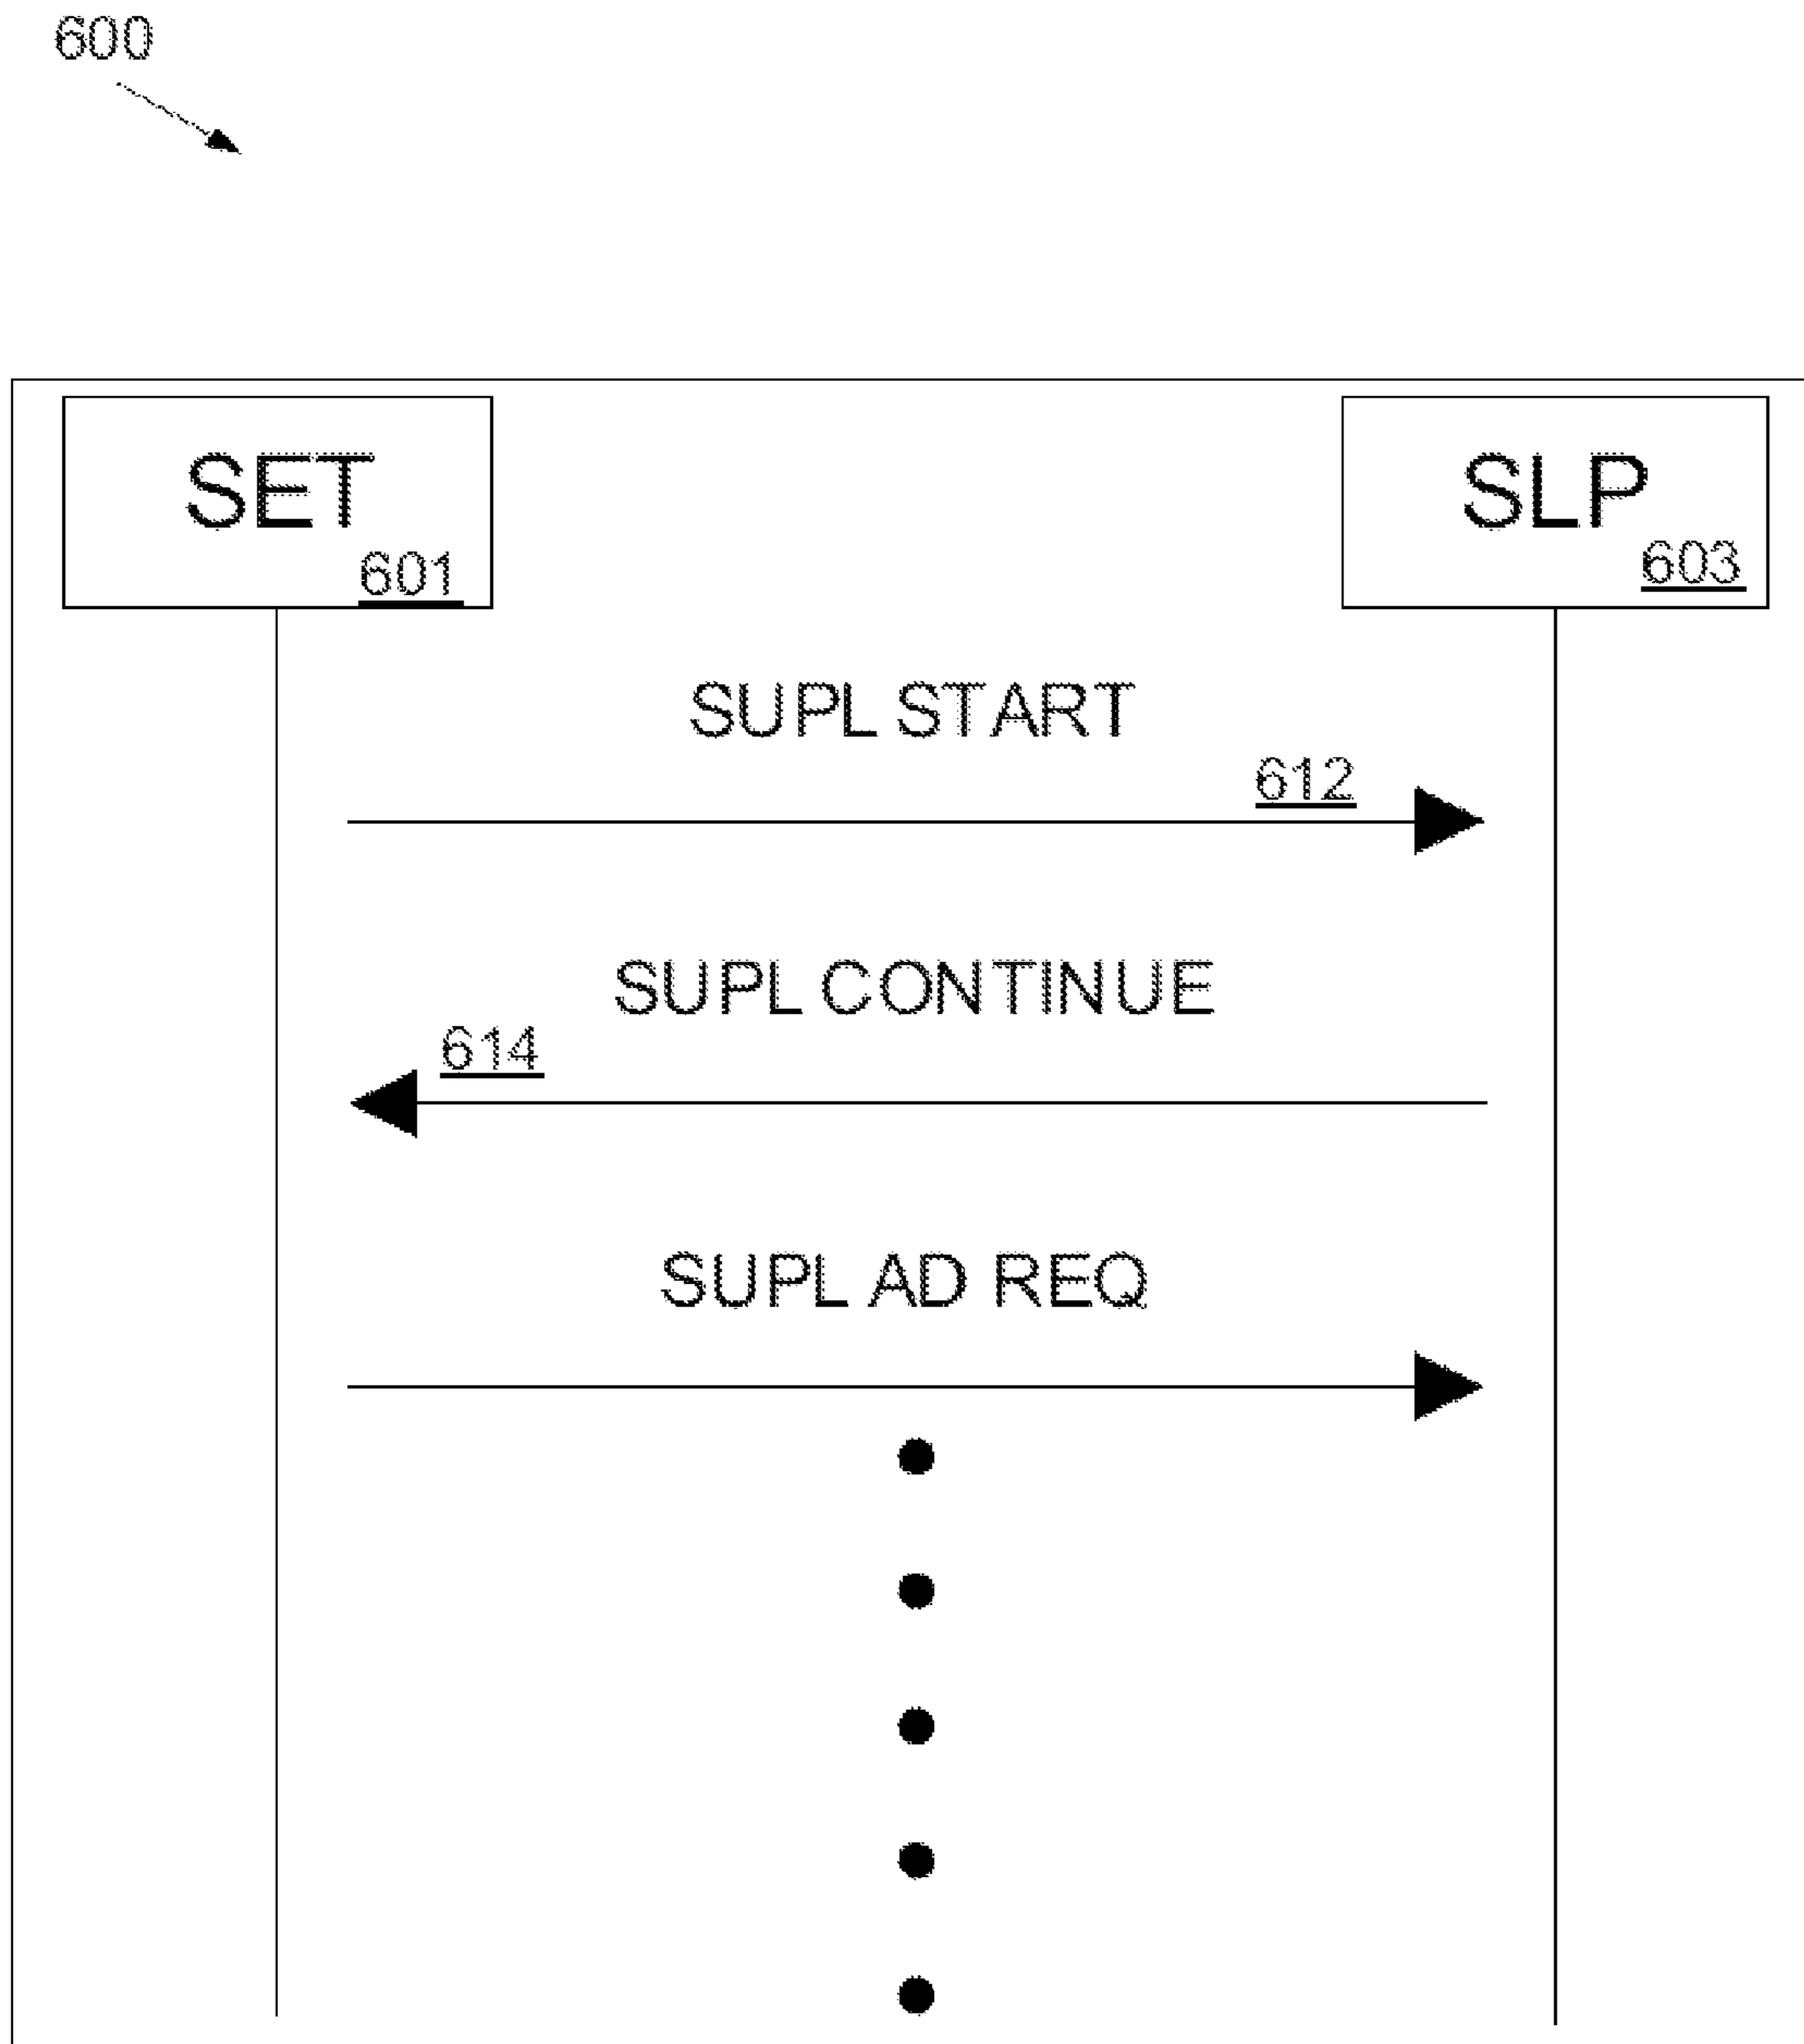 600
SET
601
SLP
603
SUPL START
612
SUPL CONTINUE
614
SUPL AD REQ